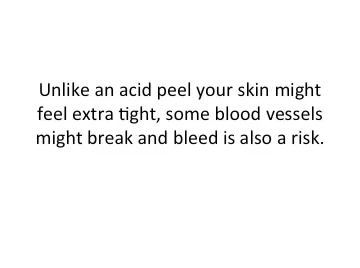 Unlike an acid peel your skin might
feel extra tight, some blood vessels
might break and bleed is also a risk.